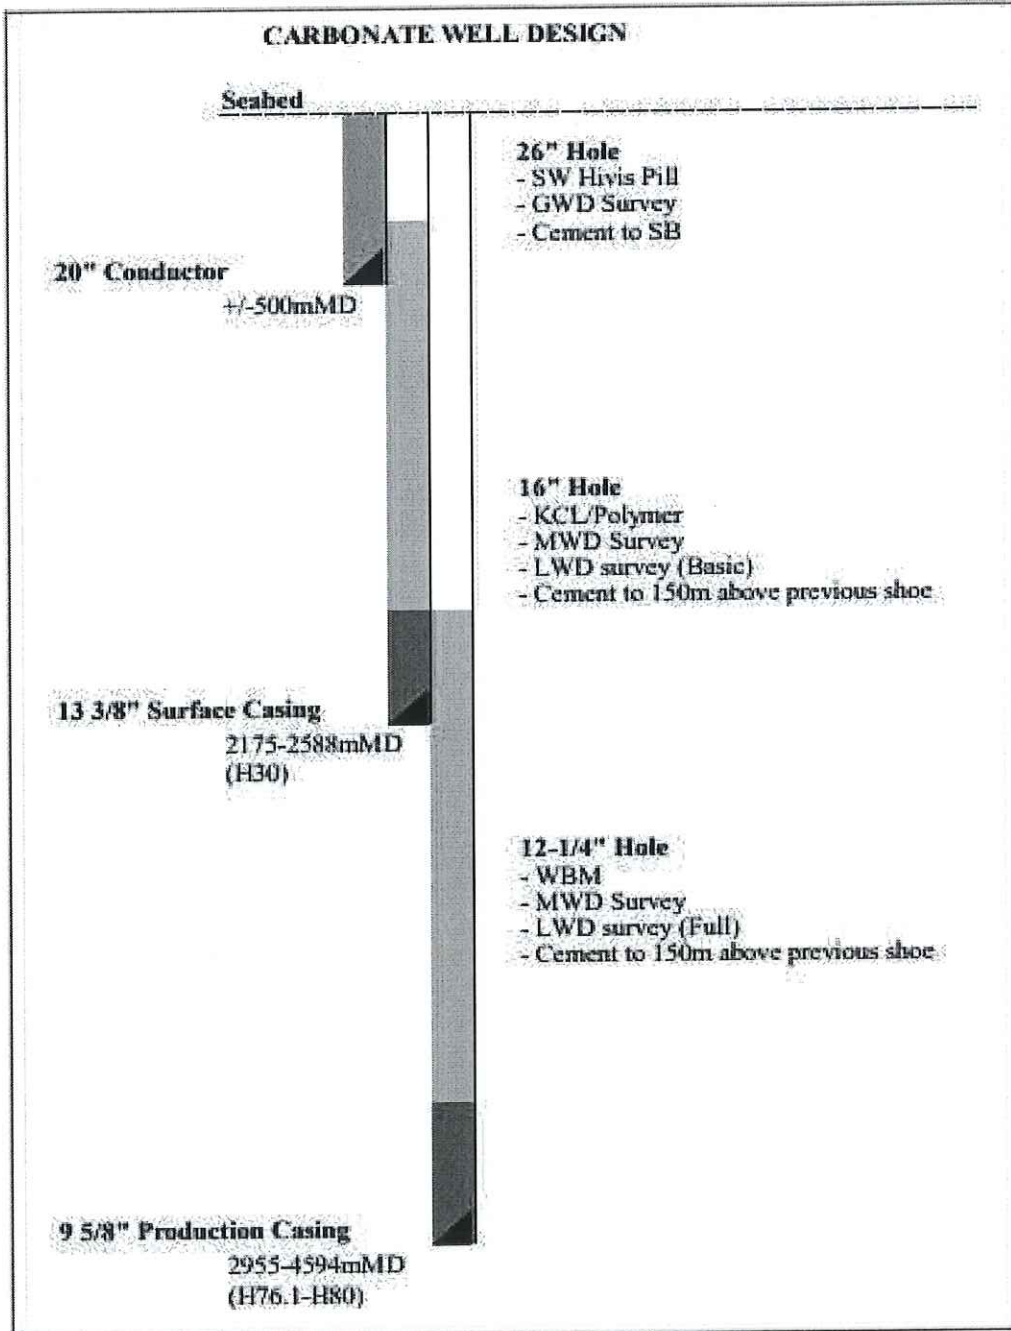 CARBONATE WELL DESIGN
Seabed
26" Hole
- SW Hivis Pill
- GWD Survey
- Cement to SB
20" Conductor
+/-500mMD
16" Hole
- KCL/Polymer
- MWD Survey
- LWD survey (Basic)
- Cement to 150m above previous shoe
13 3/8" Surface Casing
2175-2588mMD
(H30)
12-1/4" Hole
- WBM
- MWD Survey
- LWD survey (Full)
- Cement to 150m above previous shoe
9 5/8" Production Casing
2955-4594mMD
(H76.1-H80)